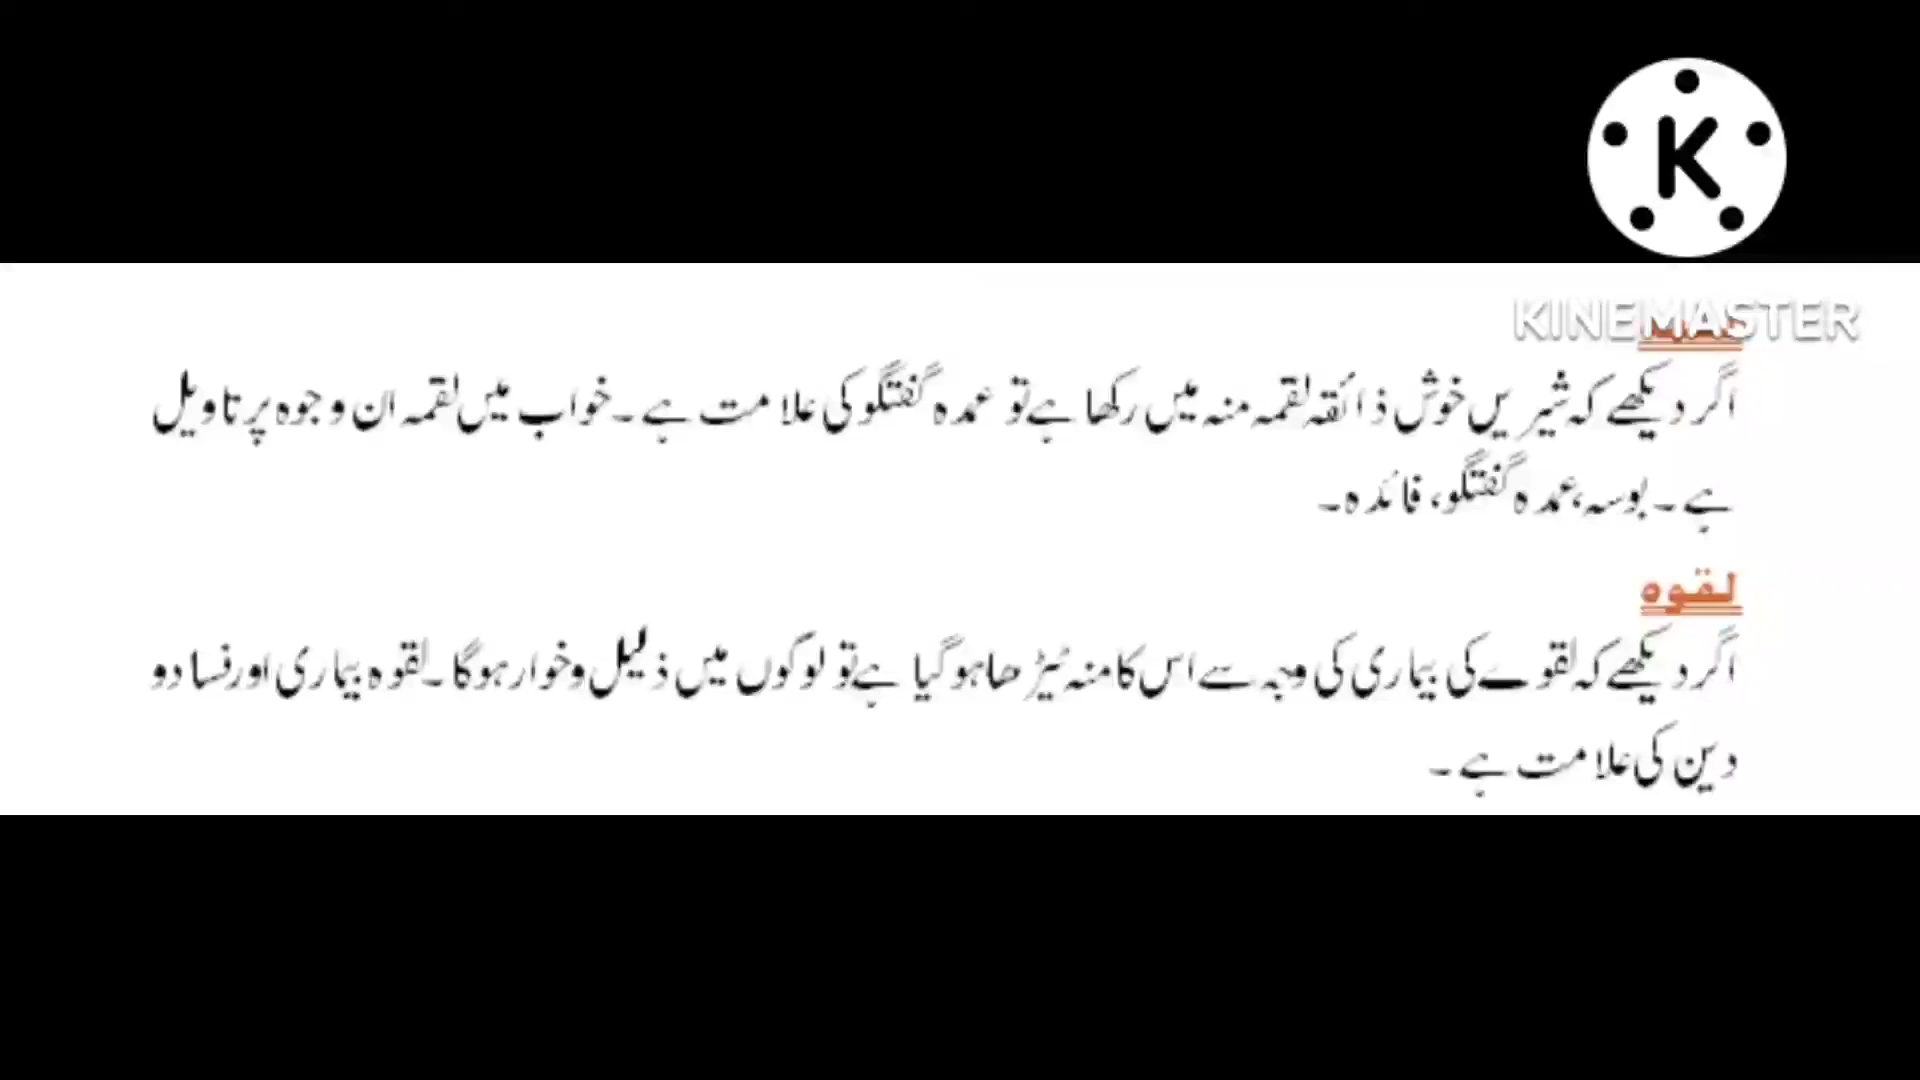 K
KINEMASTER
اگر دیکھے کہ شیریں خوش ذائقہ لقمہ منہ میں رکھا ہے تو عمدہ گفتگو کی علامت ہے۔ خواب میں لقمہ ان وجوہ پر تاویل
ہے۔ بوسہ، عمدہ گفتگو، فائدہ۔
لقوہ
اگر دیکھے کہ لقوے کی بیماری کی وجہ سے اس کا منہ ٹیڑھا ہو گیا ہے تو لوگوں میں ذلیل و خوار ہو گا۔ لقوہ بیماری اور فساد و
دین کی علامت ہے۔